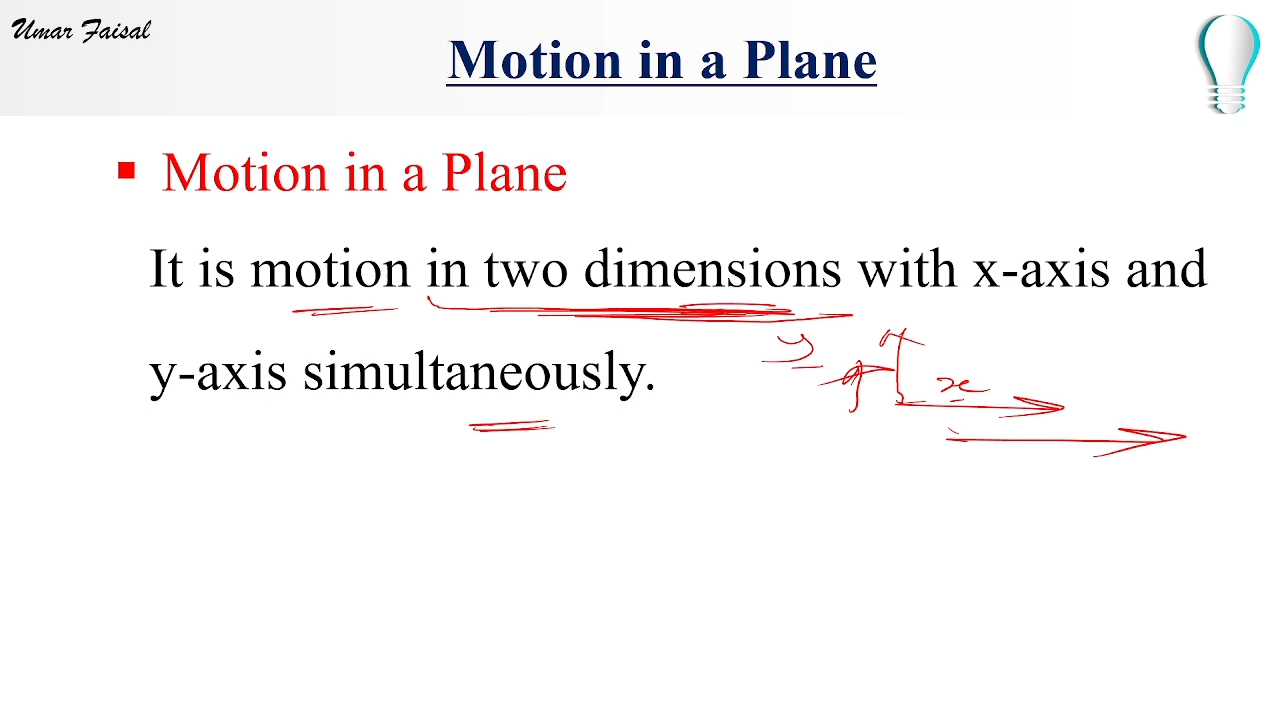 Umar Faisal
Motion in a Plane
▪ Motion in a Plane
It is motion in two dimensions with x-axis and
y-axis simultaneously.
y
x